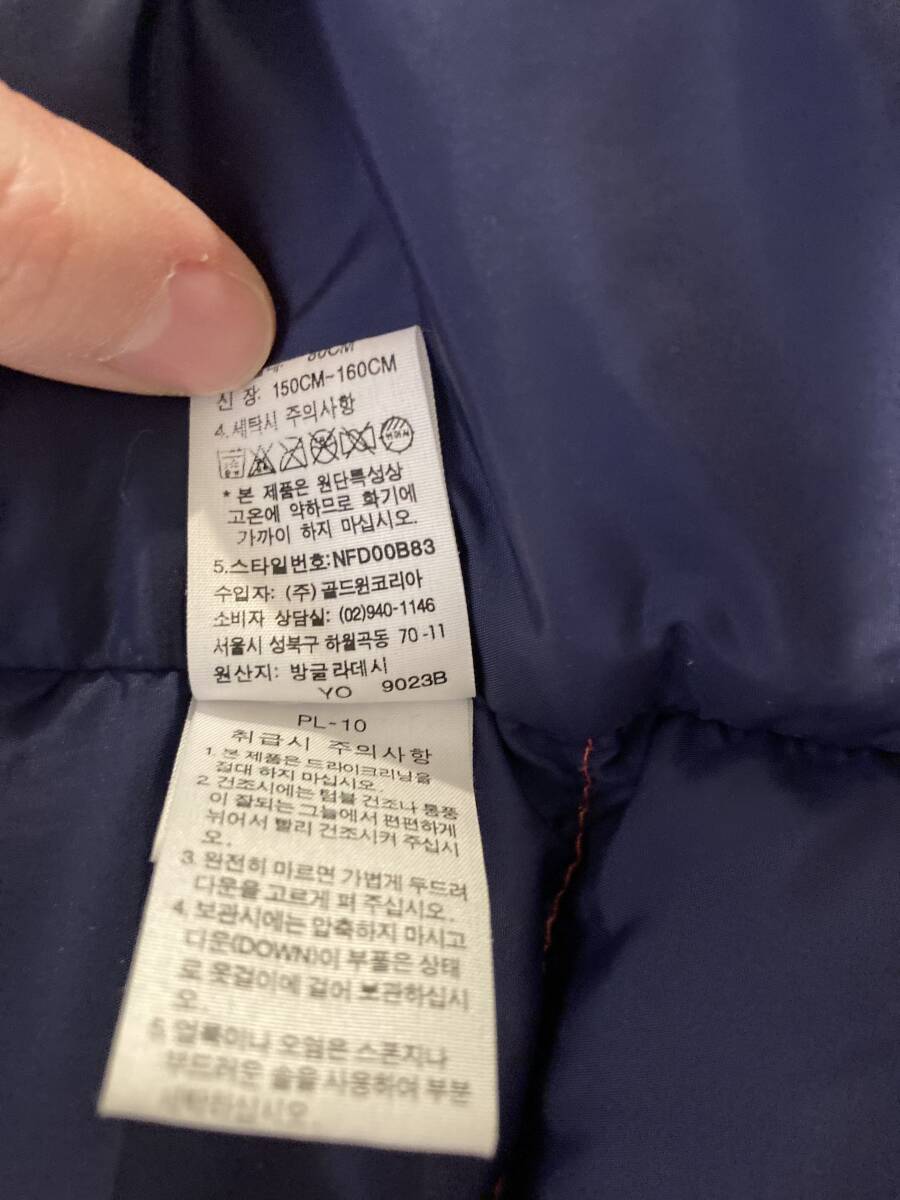 80CM
신 장: 150CM-160CM
4. 세탁시 주의사항
* 본 제품은 원단특성상
고온에 약하므로 화기에
가까이 하지 마십시오.
5.스타일번호:NFD00B83
수입자: (주)골드윈코리아
소비자 상담실: (02)940-1146
서울시 성북구 하월곡동 70-11
원산지: 방글라데시
YO 9023B
PL-10
취급시 주의사항
1. 본 제품은 드라이크리닝을
절대 하지 마십시오.
2. 건조시에는 텀블 건조나 통풍
이 잘되는 그늘에서 편편하게
뉘어서 빨리 건조시켜 주십시
오.
3. 완전히 마르면 가볍게 두드려
다운을 고르게 펴 주십시오.
4. 보관시에는 압축하지 마시고
다운(DOWN)이 부풀은 상태
로 옷걸이에 걸어 보관하십시
오.
5. 얼룩이나 오염은 스폰지나
부드러운 솔을 사용하여 부분
세탁하십시오.